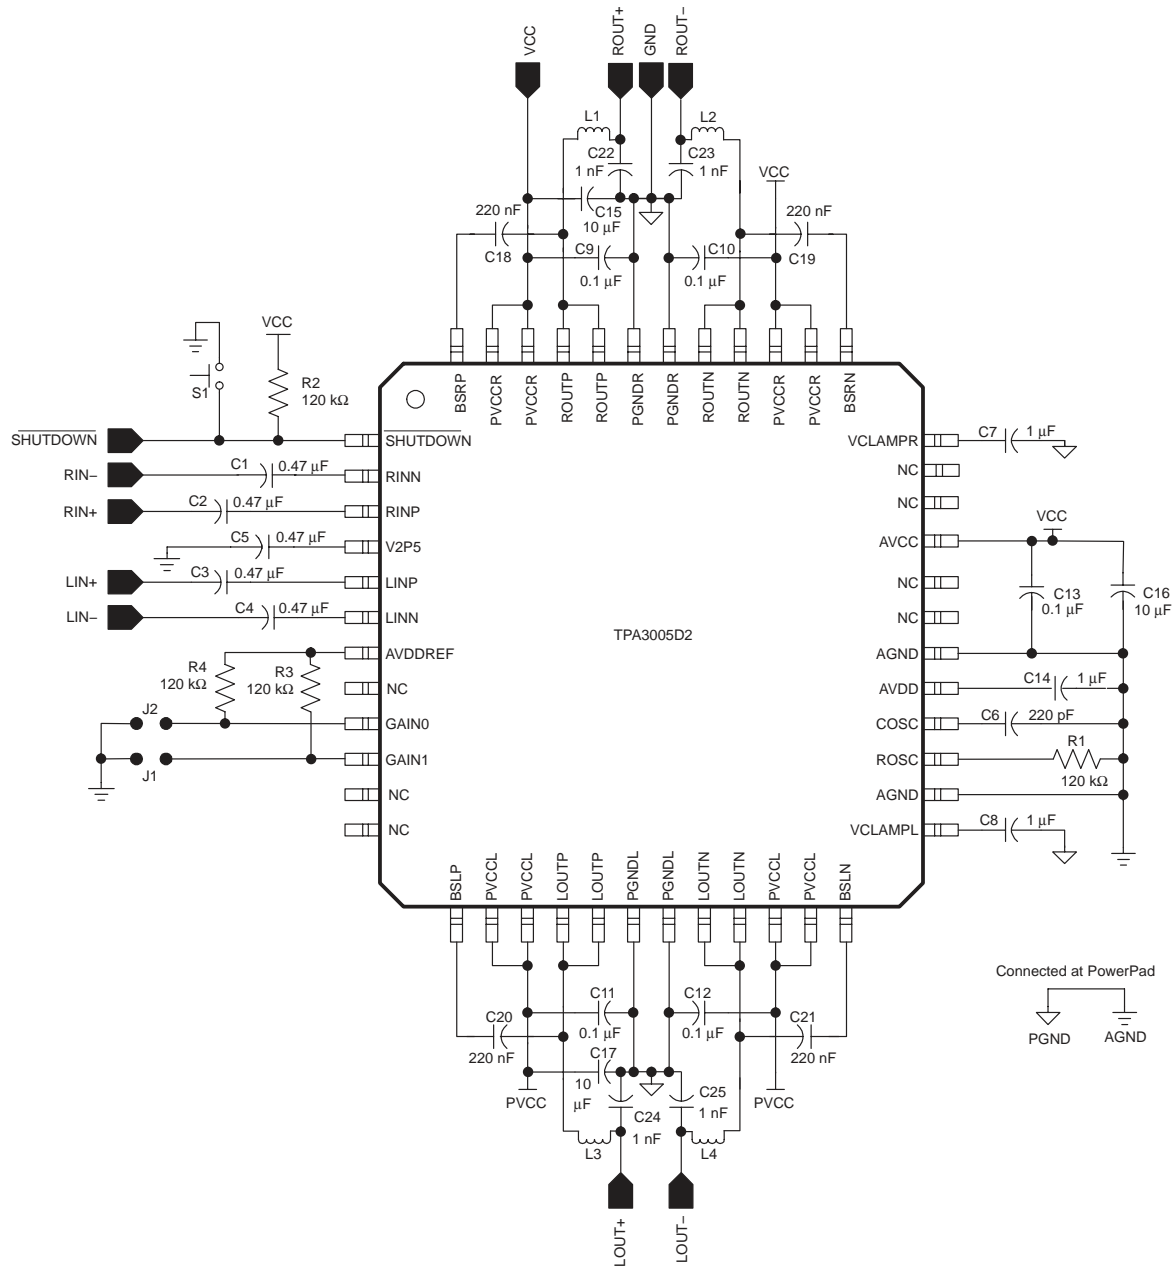 VCC
ROUT+
GND
ROUT−
L1
L2
C22
1 nF
C23
1 nF
VCC
C15
10 µF
220 nF
C18
220 nF
C19
C9
0.1 µF
C10
0.1 µF
VCC
S1
R2
120 kΩ
BSRP
PVCCR
PVCCR
ROUTP
ROUTP
PGNDR
PGNDR
ROUTN
ROUTN
PVCCR
PVCCR
BSRN
SHUTDOWN
SHUTDOWN
RIN−
C1
0.47 µF
RINN
RIN+
C2
0.47 µF
RINP
C5
0.47 µF
V2P5
LIN+
C3
0.47 µF
LINP
LIN−
C4
0.47 µF
LINN
AVDDREF
R4
120 kΩ
R3
120 kΩ
NC
J2
GAIN0
J1
GAIN1
NC
NC
TPA3005D2
VCLAMPR
C7
1 µF
NC
NC
AVCC
VCC
NC
C13
0.1 µF
C16
10 µF
NC
AGND
AVDD
C14
1 µF
COSC
C6
220 pF
ROSC
R1
120 kΩ
AGND
VCLAMPL
C8
1 µF
BSLP
PVCCL
PVCCL
LOUTP
LOUTP
PGNDL
PGNDL
LOUTN
LOUTN
PVCCL
PVCCL
BSLN
C11
0.1 µF
C12
0.1 µF
C20
220 nF
C21
220 nF
C17
10
µF
PVCC
PVCC
C24
1 nF
C25
1 nF
L3
L4
LOUT+
LOUT−
Connected at PowerPad
PGND
AGND